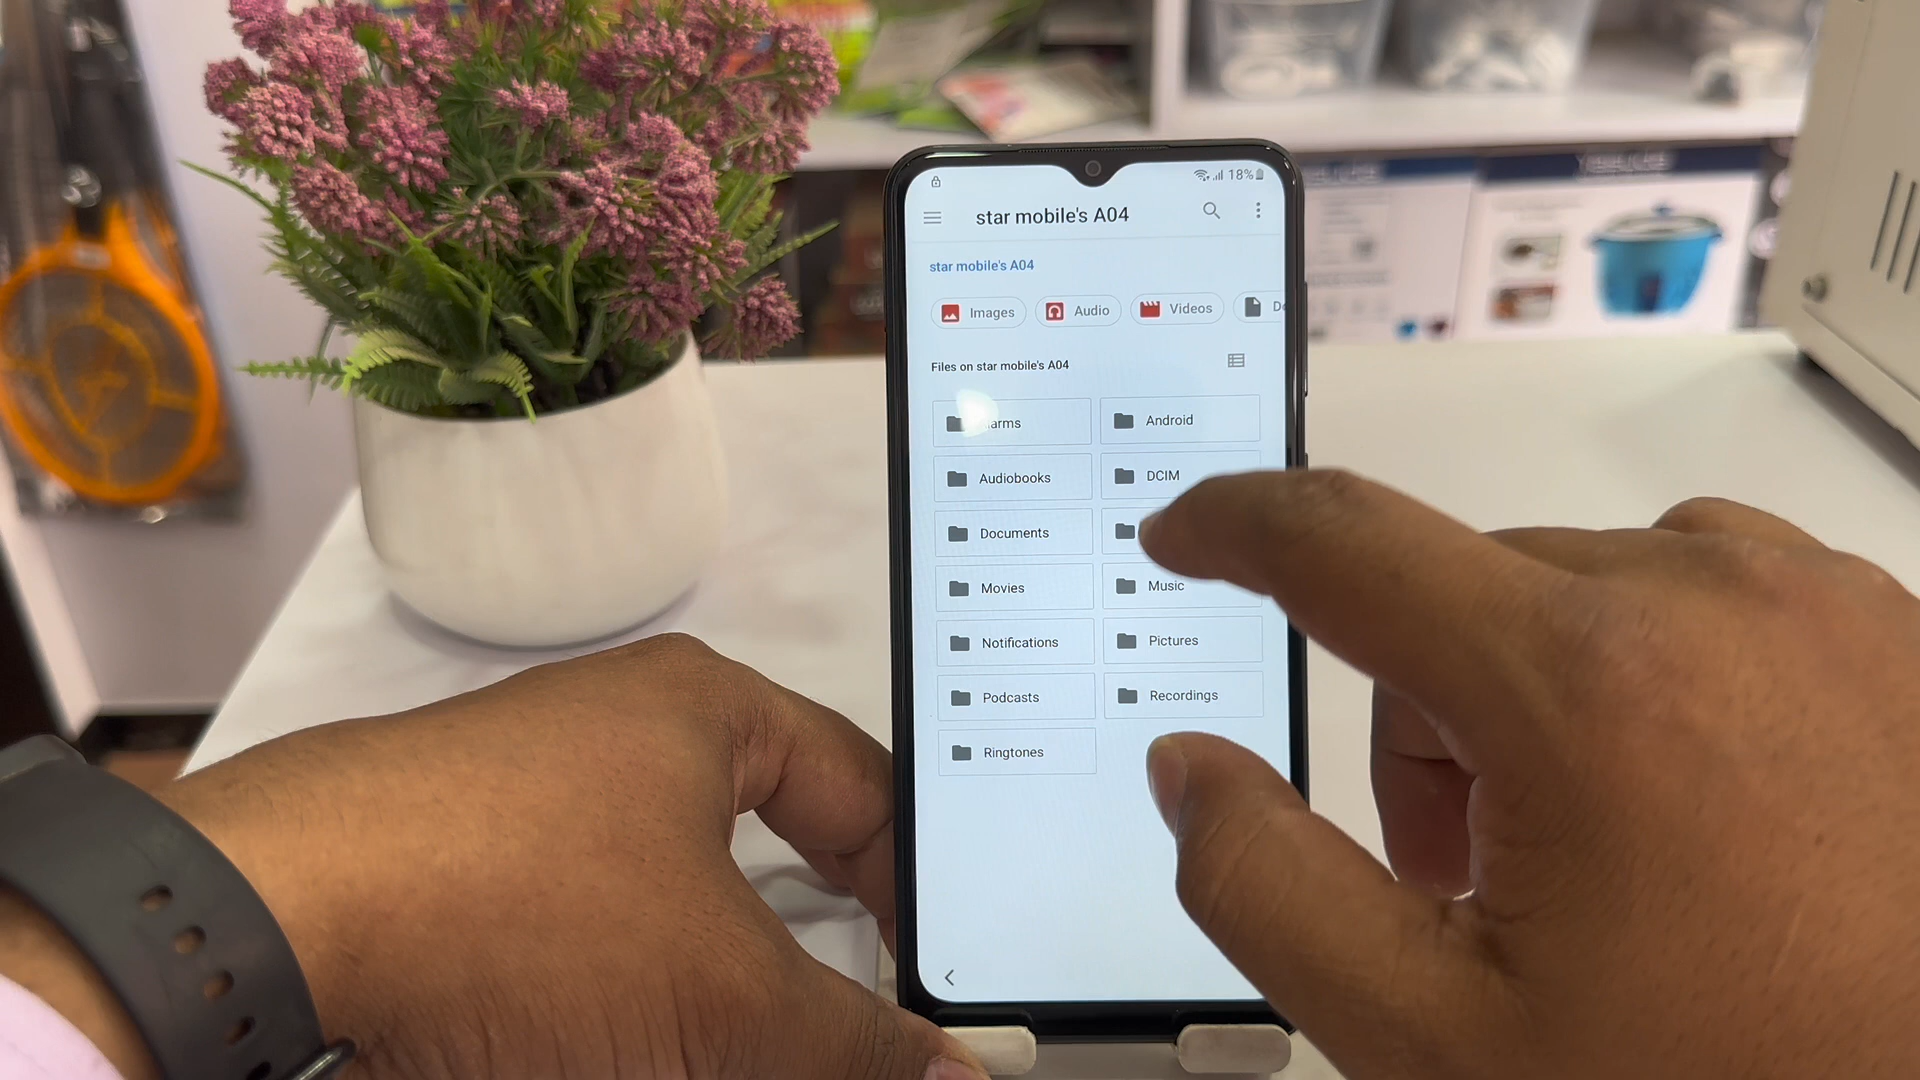 18%
star mobile's A04
star mobile's A04
Images Audio Videos
Files on star mobile's A04
Android
Audiobooks DCIM
Documents
Movies Music
Notifications Pictures
Podcasts Recordings
Ringtones